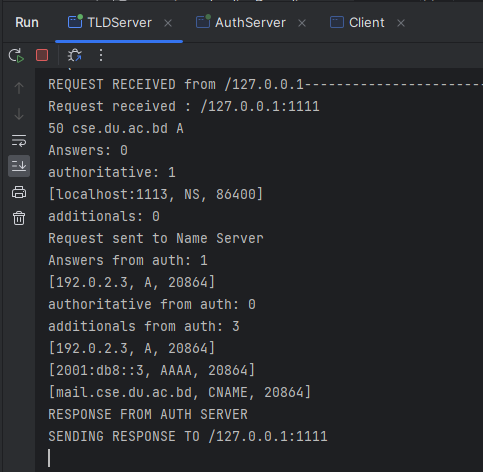 Run TLDServer AuthServer Client
REQUEST RECEIVED from /127.0.0.1-----------------------
Request received : /127.0.0.1:1111
50 cse.du.ac.bd A
Answers: 0
authoritative: 1
[localhost:1113, NS, 86400]
additionals: 0
Request sent to Name Server
Answers from auth: 1
[192.0.2.3, A, 20864]
authoritative from auth: 0
additionals from auth: 3
[192.0.2.3, A, 20864]
[2001:db8::3, AAAA, 20864]
[mail.cse.du.ac.bd, CNAME, 20864]
RESPONSE FROM AUTH SERVER
SENDING RESPONSE TO /127.0.0.1:1111